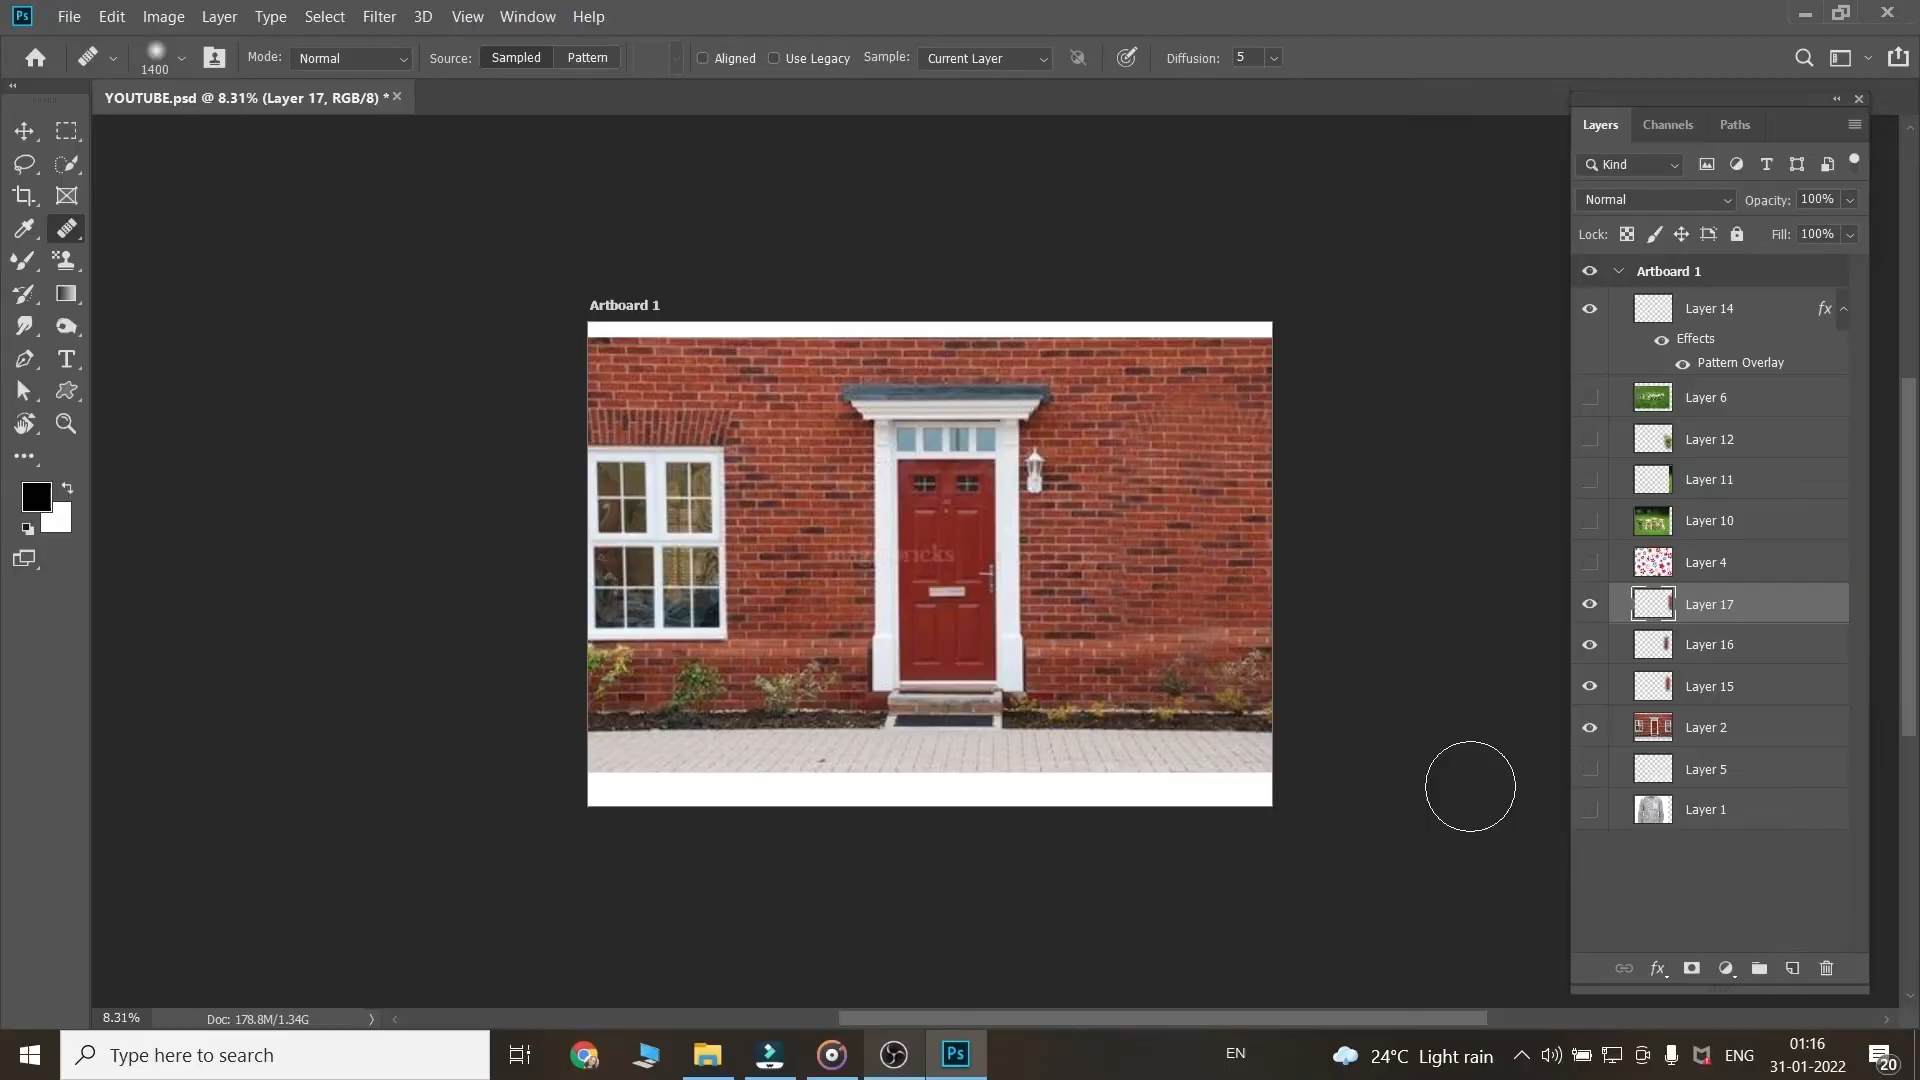 Ps File Edit Image Layer Type Select Filter 3D View Window Help
1400 Mode: Normal Source: Sampled Pattern Aligned Use Legacy Sample: Current Layer Diffusion: 5
YOUTUBE.psd @ 8.31% (Layer 17, RGB/8) *
Layers Channels Paths
Kind
Normal Opacity: 100%
Lock: Fill: 100%
Artboard 1
Artboard 1
Layer 14 fx
Effects
Pattern Overlay
Layer 6
Layer 12
Layer 11
Layer 10
Layer 4
Layer 17
Layer 16
Layer 15
Layer 2
Layer 5
Layer 1
fx
8.31% Doc: 178.8M/1.34G
Type here to search
Ps
EN
24°C Light rain
ENG
01:16
31-01-2022
20